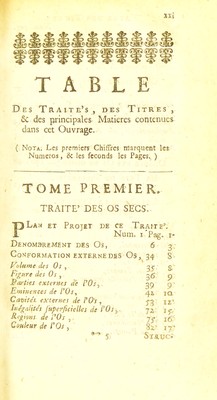 xxj
TABLE
DES TRAITE'S, DES TITRES,
& des principales Matieres contenues
dans cet Ouvrage.
( NOTA. Les premiers Chiffres marquent les
Numeros, & les seconds les Pages. )
TOME PREMIER.
TRAITE' DES OS SECS.
PLAN ET PROJET DE CE TRAITE'.
Num. 1 Pag. 1.
DENOMBREMENT DES OS, 6 3.
CONFORMATION EXTERNE DES OS, 34 8.
Volume des Os, 35. 8.
Figure des Os, 36. 9.
Parties externes de l'Os, 39 9.
Eminences de l'Os, 42 10.
Cavités externes de l'Os, 53 12.
Inégalités superficielles de l'Os, 72. 15.
Regions de l'Os, 75. 16.
Couleur de l'Os, 82. 17.
5.
STRUC-